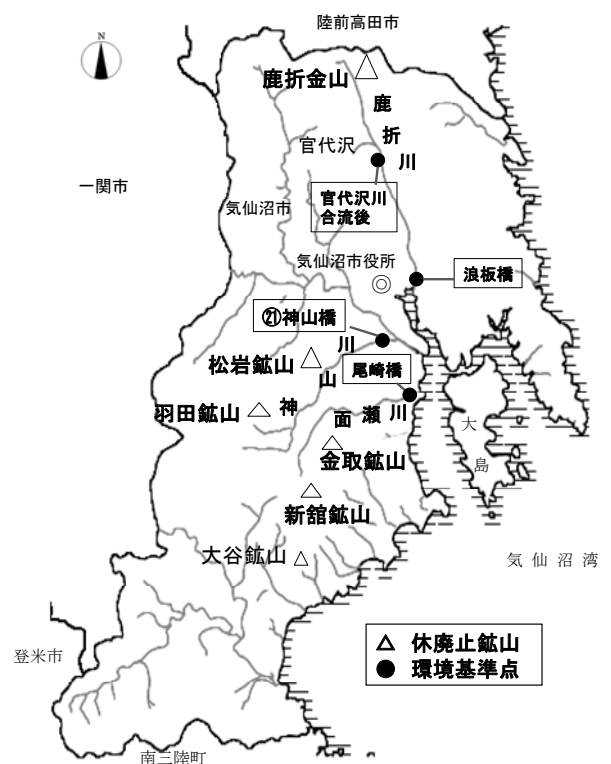 陸前高田市
N
鹿折金山
鹿折川
官代沢
一関市
官代沢川
合流後
気仙沼市
気仙沼市役所
浪板橋
㉑神山橋
松岩鉱山
神山川
尾崎橋
羽田鉱山
面瀬川
大島
金取鉱山
新舘鉱山
大谷鉱山
気仙沼湾
△ 休廃止鉱山
● 環境基準点
登米市
南三陸町